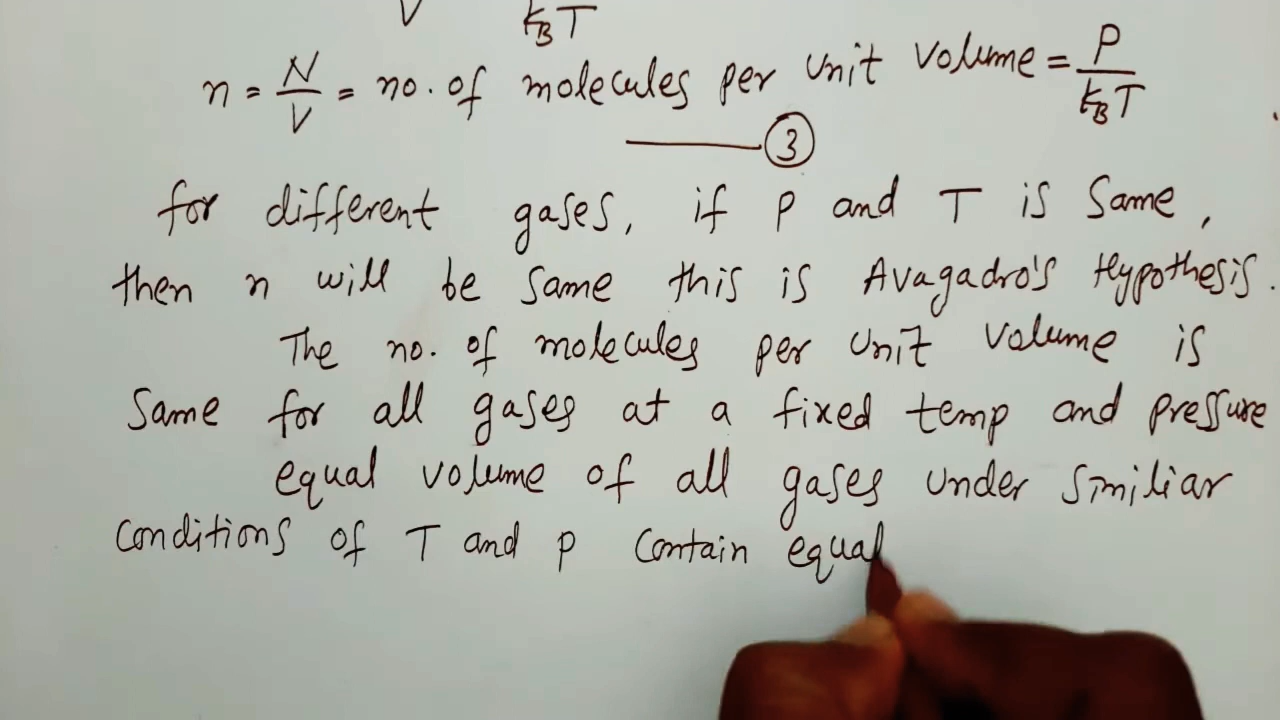 V k_B T
n = N/V = no. of molecules per Unit Volume = P/k_B T
③
for different gases, if P and T is Same,
then n will be Same this is Avagadro's Hypothesis.
The no. of molecules per Unit Volume is
Same for all gases at a fixed temp and pressure
equal volume of all gases under Similiar
Conditions of T and P Contain equal